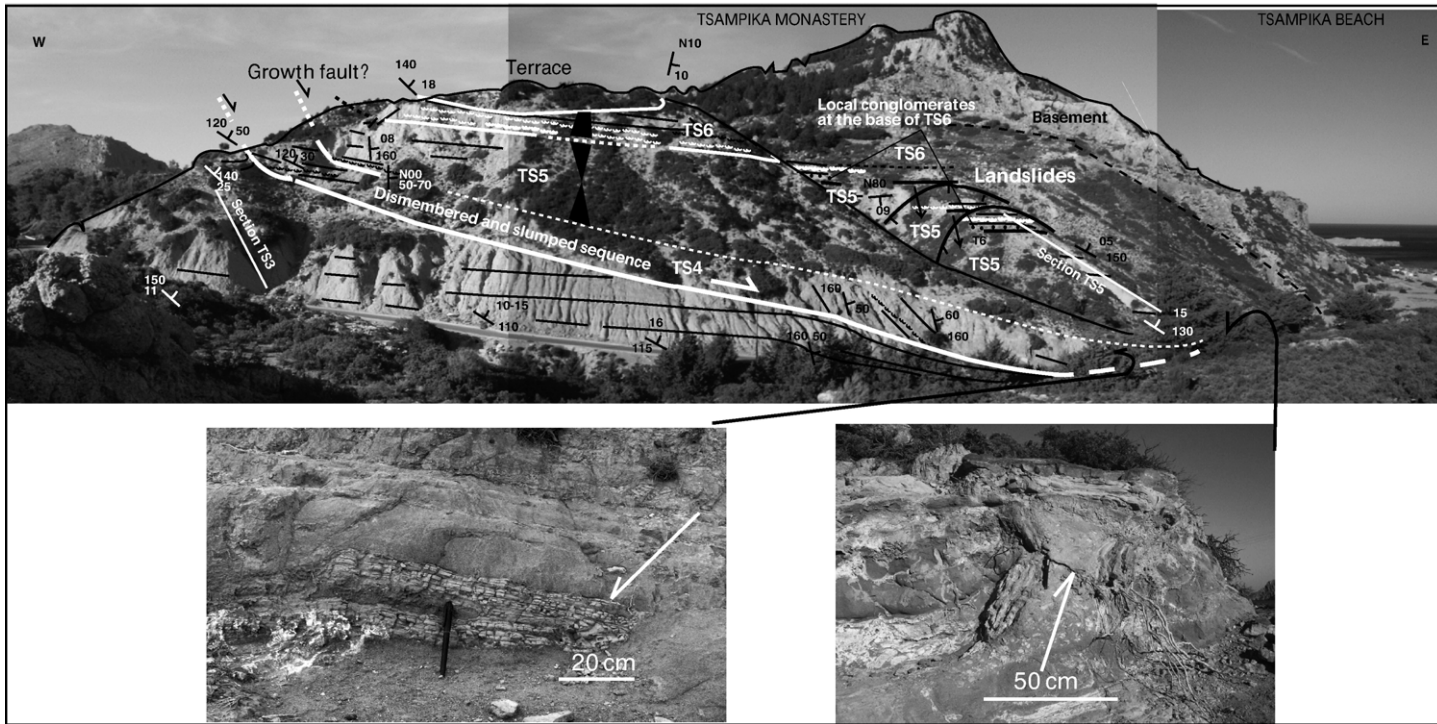 TSAMPIKA MONASTERY
TSAMPIKA BEACH
W
E
N10
10
140
18
Growth fault?
Terrace
120
50
Local conglomerates
at the base of TS6
Basement
TS6
08
160
120
30
TS6
N00
50-70
TS5
Landslides
140
25
TS5
N80
09
Section TS3
Dismembered and slumped sequence
TS5
T6
05
150
TS4
TS5
Section TS5
150
11
10-15
110
160
50
60
160
15
130
16
115
160
50
20 cm
50 cm